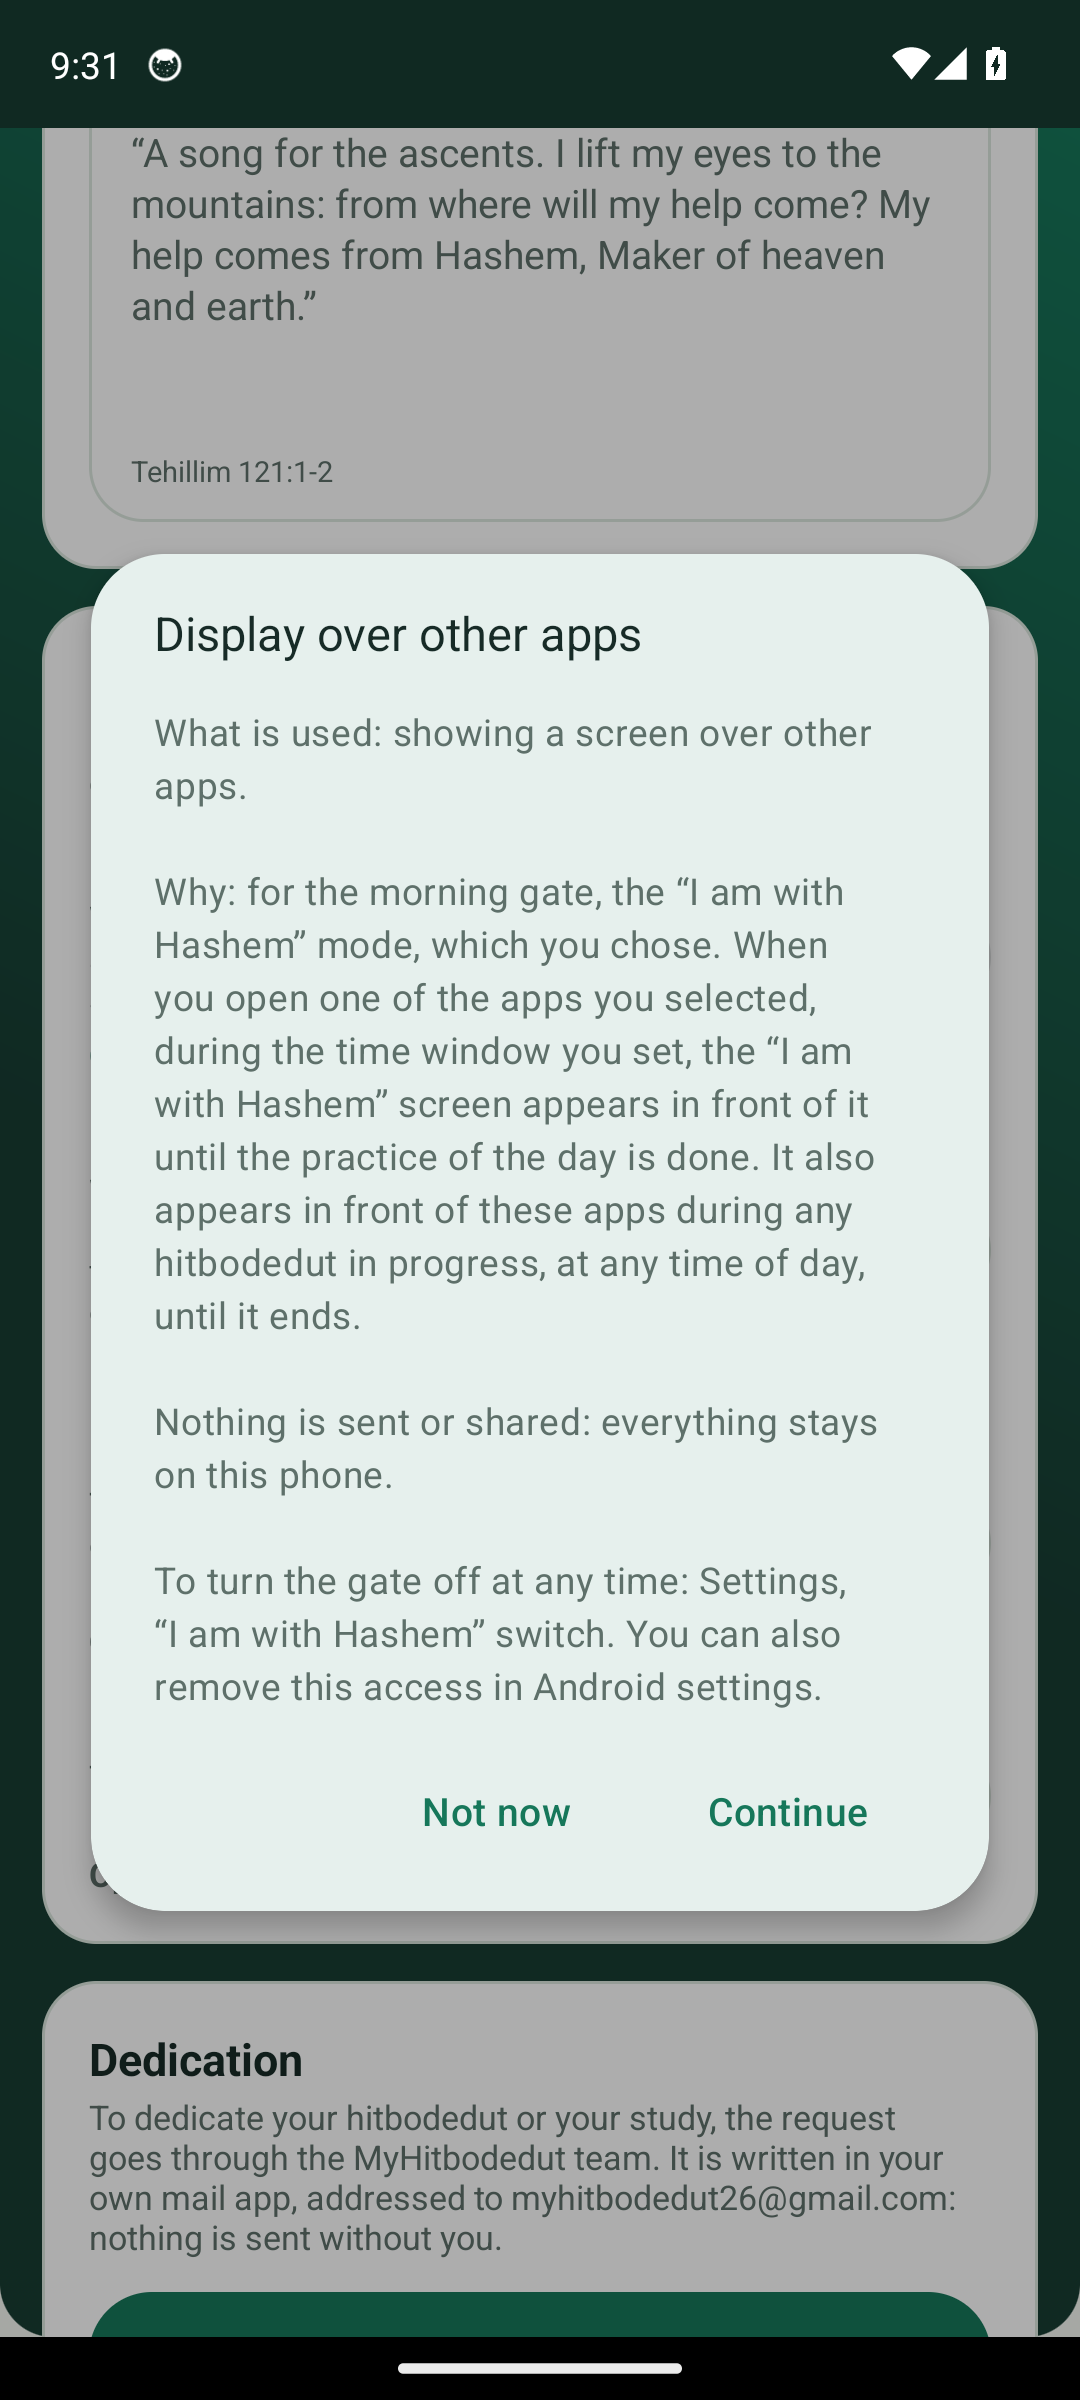 9:31
“A song for the ascents. I lift my eyes to the
mountains: from where will my help come? My
help comes from Hashem, Maker of heaven
and earth.”
Tehillim 121:1-2
Display over other apps
What is used: showing a screen over other
apps.
Why: for the morning gate, the “I am with
Hashem” mode, which you chose. When
you open one of the apps you selected,
during the time window you set, the “I am
with Hashem” screen appears in front of it
until the practice of the day is done. It also
appears in front of these apps during any
hitbodedut in progress, at any time of day,
until it ends.
Nothing is sent or shared: everything stays
on this phone.
To turn the gate off at any time: Settings,
“I am with Hashem” switch. You can also
remove this access in Android settings.
Not now
Continue
Dedication
To dedicate your hitbodedut or your study, the request
goes through the MyHitbodedut team. It is written in your
own mail app, addressed to myhitbodedut26@gmail.com:
nothing is sent without you.